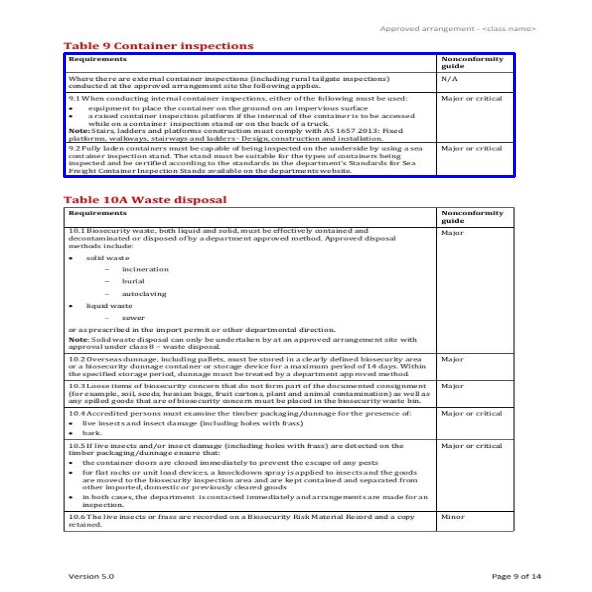 Approved arrangement - <class name>
Table 9 Container inspections
Requirements
Nonconformity
guide
Where there are external container inspections (including rural tailgate inspections)
conducted at the approved arrangement site the following applies.
N/A
9.1 When conducting internal container inspections, either of the following must be used:
• equipment to place the container on the ground on an impervious surface
• a raised container inspection platform if the internal of the container is to be accessed
while on a container inspection stand or on the back of a truck.
Note: Stairs, ladders and platforms construction must comply with AS 1657 2013: Fixed
platforms, walkways, stairways and ladders- Design, construction and installation.
Major or critical
9.2 Fully laden containers must be capable of being inspected on the underside by using a sea
container inspection stand. The stand must be suitable for the types of containers being
inspected and be certified according to the standards in the department's Standards for Sea
Freight Container Inspection Stands available on the departments website.
Major or critical
Table 10A Waste disposal
Requirements
Nonconformity
guide
10.1 Biosecurity waste, both liquid and solid, must be effectively contained and
decontaminated or disposed of by a department approved method. Approved disposal
methods include:
• solid waste
– incineration
– burial
– autoclaving
• liquid waste
– sewer
or as prescribed in the import permit or other departmental direction.
Note: Solid waste disposal can only be undertaken by at an approved arrangement site with
approval under class 8 – waste disposal.
Major
10.2 Overseas dunnage, including pallets, must be stored in a clearly defined biosecurity area
or a biosecurity dunnage container or storage device for a maximum period of 14 days. Within
the specified storage period, dunnage must be treated by a department approved method.
Major
10.3 Loose items of biosecurity concern that do not form part of the documented consignment
(for example, soil, seeds, hessian bags, fruit cartons, plant and animal contamination) as well as
any spilled goods that are of biosecurity concern must be placed in the biosecurity waste bin.
Major
10.4 Accredited persons must examine the timber packaging/dunnage for the presence of:
• live insects and insect damage (including holes with frass)
• bark.
Major or critical
10.5 If live insects and/or insect damage (including holes with frass) are detected on the
timber packaging/dunnage ensure that:
• the container doors are closed immediately to prevent the escape of any pests
• for flat racks or unit load devices, a knockdown spray is applied to insects and the goods
are moved to the biosecurity inspection area and are kept contained and separated from
other imported, domestic or previously cleared goods
• in both cases, the department is contacted immediately and arrangements are made for an
inspection.
Major or critical
10.6 The live insects or frass are recorded on a Biosecurity Risk Material Record and a copy
retained.
Minor
Version 5.0
Page 9 of 14